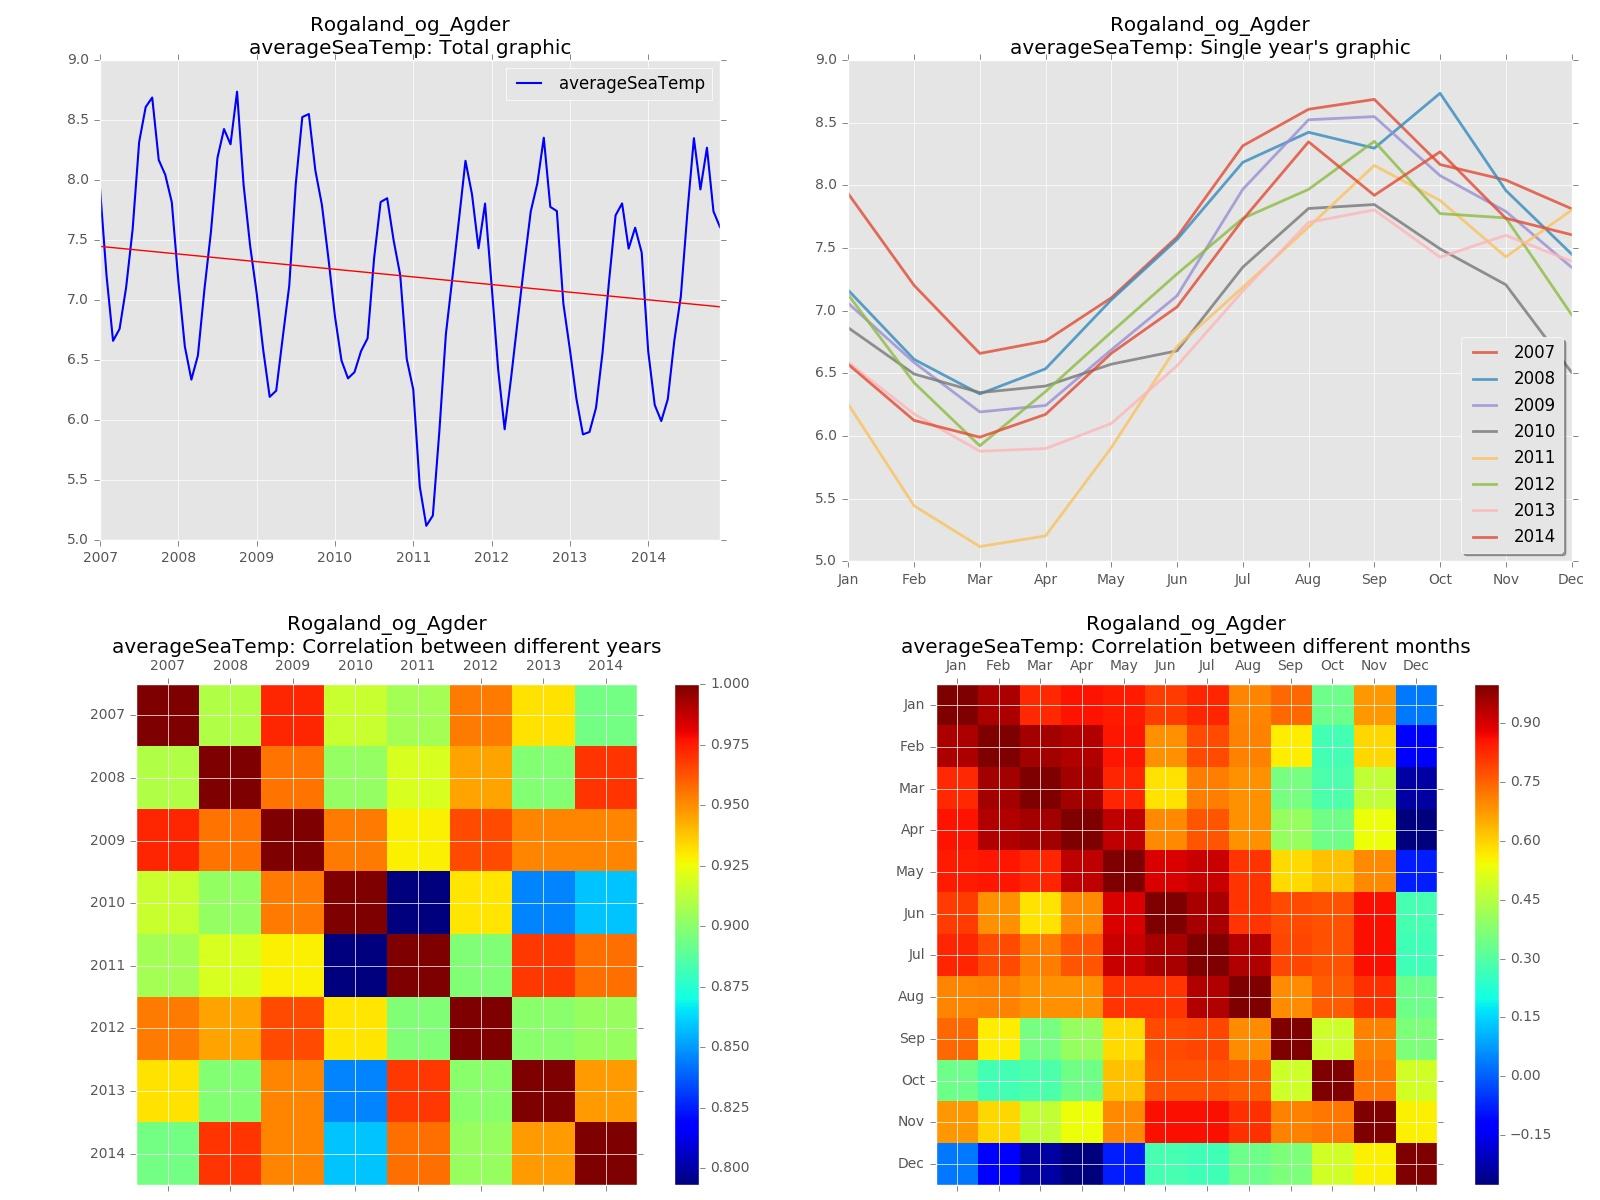 Rogaland_og_Agder
averageSeaTemp: Total graphic
9.0
8.5
8.0
7.5
7.0
6.5
6.0
5.5
5.0
averageSeaTemp
2007 2008 2009 2010 2011 2012 2013 2014
Rogaland_og_Agder
averageSeaTemp: Single year's graphic
9.0
8.5
8.0
7.5
7.0
6.5
6.0
5.5
5.0
2007
2008
2009
2010
2011
2012
2013
2014
Jan Feb Mar Apr May Jun Jul Aug Sep Oct Nov Dec
Rogaland_og_Agder
averageSeaTemp: Correlation between different years
2007 2008 2009 2010 2011 2012 2013 2014
2007
2008
2009
2010
2011
2012
2013
2014
1.000
0.975
0.950
0.925
0.900
0.875
0.850
0.825
0.800
Rogaland_og_Agder
averageSeaTemp: Correlation between different months
Jan Feb Mar Apr May Jun Jul Aug Sep Oct Nov Dec
Jan
Feb
Mar
Apr
May
Jun
Jul
Aug
Sep
Oct
Nov
Dec
0.90
0.75
0.60
0.45
0.30
0.15
0.00
−0.15